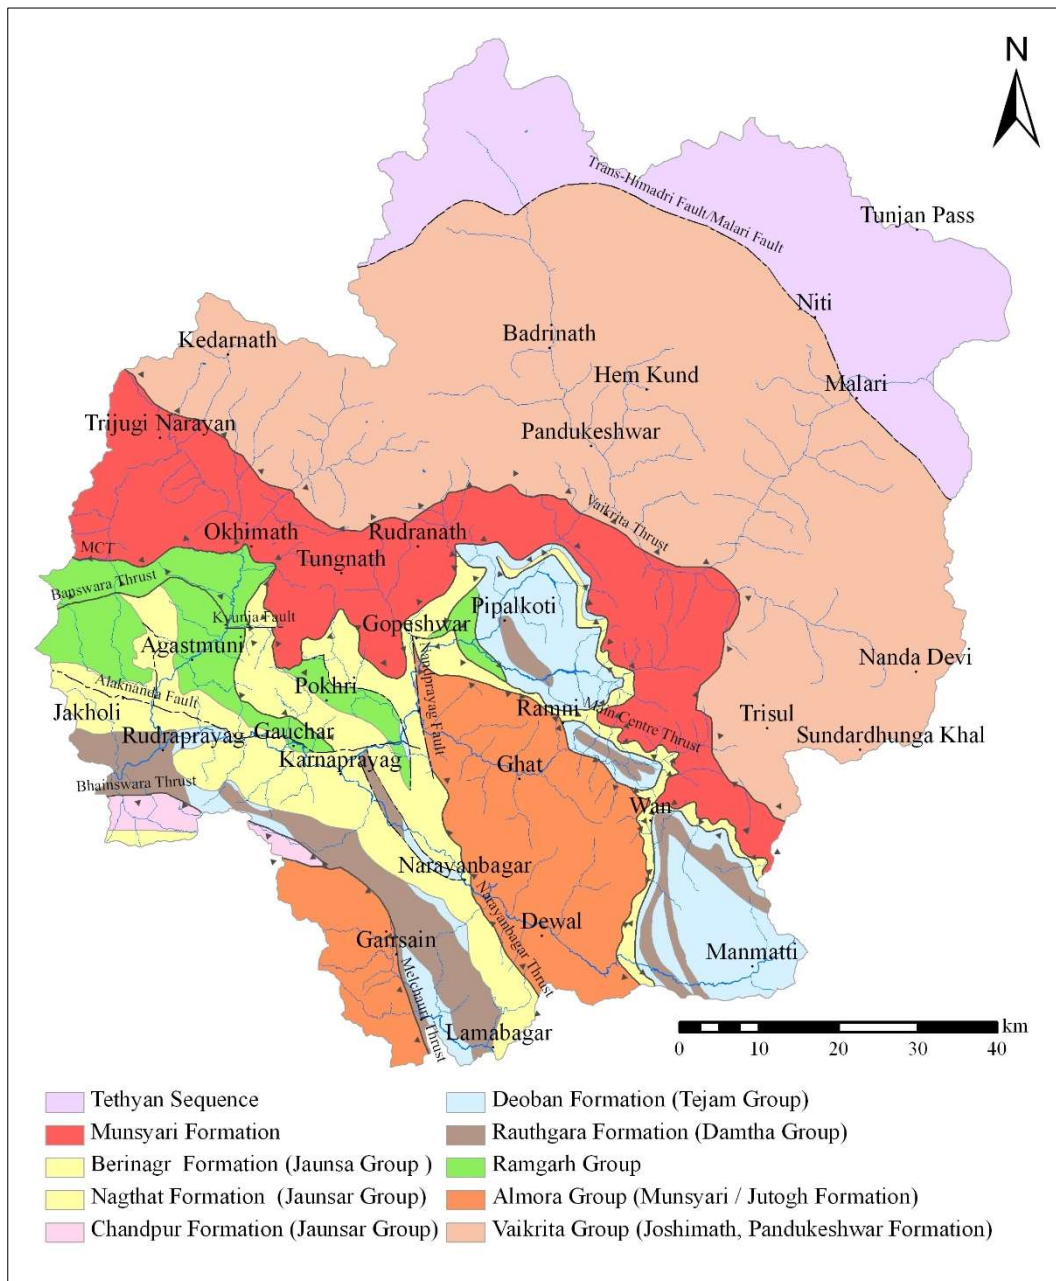 N
Trans-Himadri Fault/Malari Fault
Tunjan Pass
Niti
Kedarnath
Badrinath
Hem Kund
Malari
Trijugi Narayan
Pandukeshwar
Vaikrita Thrust
Okhimath
Rudranath
MCT
Tungnath
Banswara Thrust
Kyunja Fault
Gopeshwar
Pipalkoti
Agastmuni
Nanda Devi
Nandprayag Fault
Alaknanda Fault
Pokhri
Jakholi
Ramni
Main Centre Thrust
Trisul
Rudraprayag
Gauchar
Sundardhunga Khal
Karnaprayag
Ghat
Bhainswara Thrust
Wan
Narayanbagar
Narayanbagar Thrust
Dewal
Gairsain
Manmatti
Melchauri Thrust
Lamabagar
km
0 10 20 30 40
Tethyan Sequence
Munsyari Formation
Berinagr Formation (Jaunsa Group )
Nagthat Formation (Jaunsar Group)
Chandpur Formation (Jaunsar Group)
Deoban Formation (Tejam Group)
Rauthgara Formation (Damtha Group)
Ramgarh Group
Almora Group (Munsyari / Jutogh Formation)
Vaikrita Group (Joshimath, Pandukeshwar Formation)